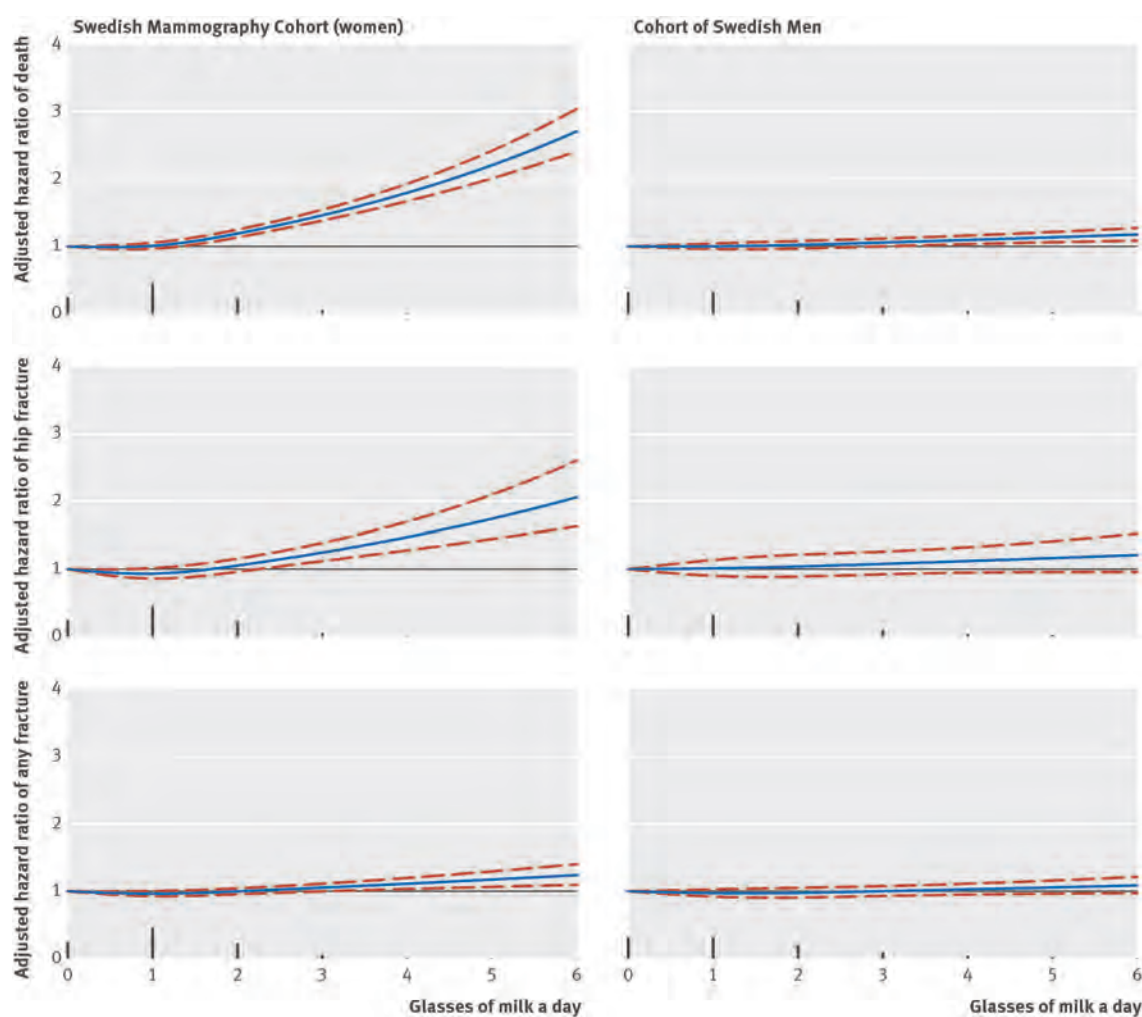 Swedish Mammography Cohort (women)
Cohort of Swedish Men
Adjusted hazard ratio of death
4
3
2
1
0
Adjusted hazard ratio of hip fracture
4
3
2
1
0
Adjusted hazard ratio of any fracture
4
3
2
1
0
0 1 2 3 4 5 6
0 1 2 3 4 5 6
Glasses of milk a day
Glasses of milk a day